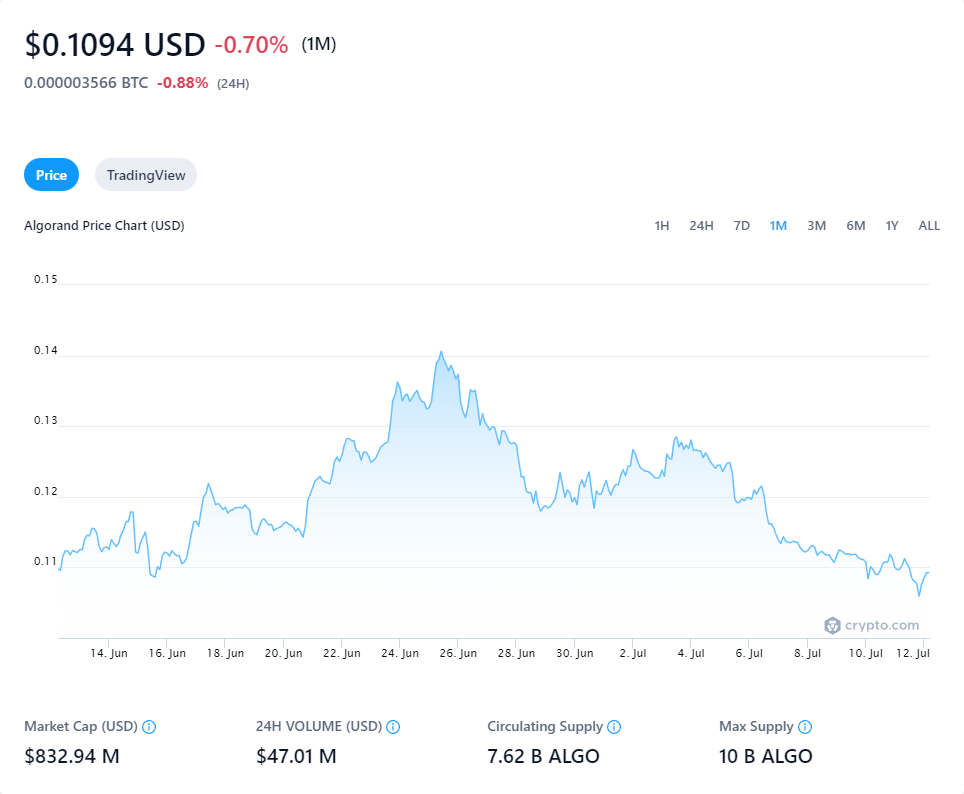 $0.1094 USD -0.70% (1M)
0.000003566 BTC -0.88% (24H)
Price TradingView
Algorand Price Chart (USD) 1H 24H 7D 1M 3M 6M 1Y ALL
0.15
0.14
0.13
0.12
0.11
crypto.com
14. Jun 16. Jun 18. Jun 20. Jun 22. Jun 24. Jun 26. Jun 28. Jun 30. Jun 2. Jul 4. Jul 6. Jul 8. Jul 10. Jul 12. Jul
Market Cap (USD) 24H VOLUME (USD) Circulating Supply Max Supply
$832.94 M $47.01 M 7.62 B ALGO 10 B ALGO